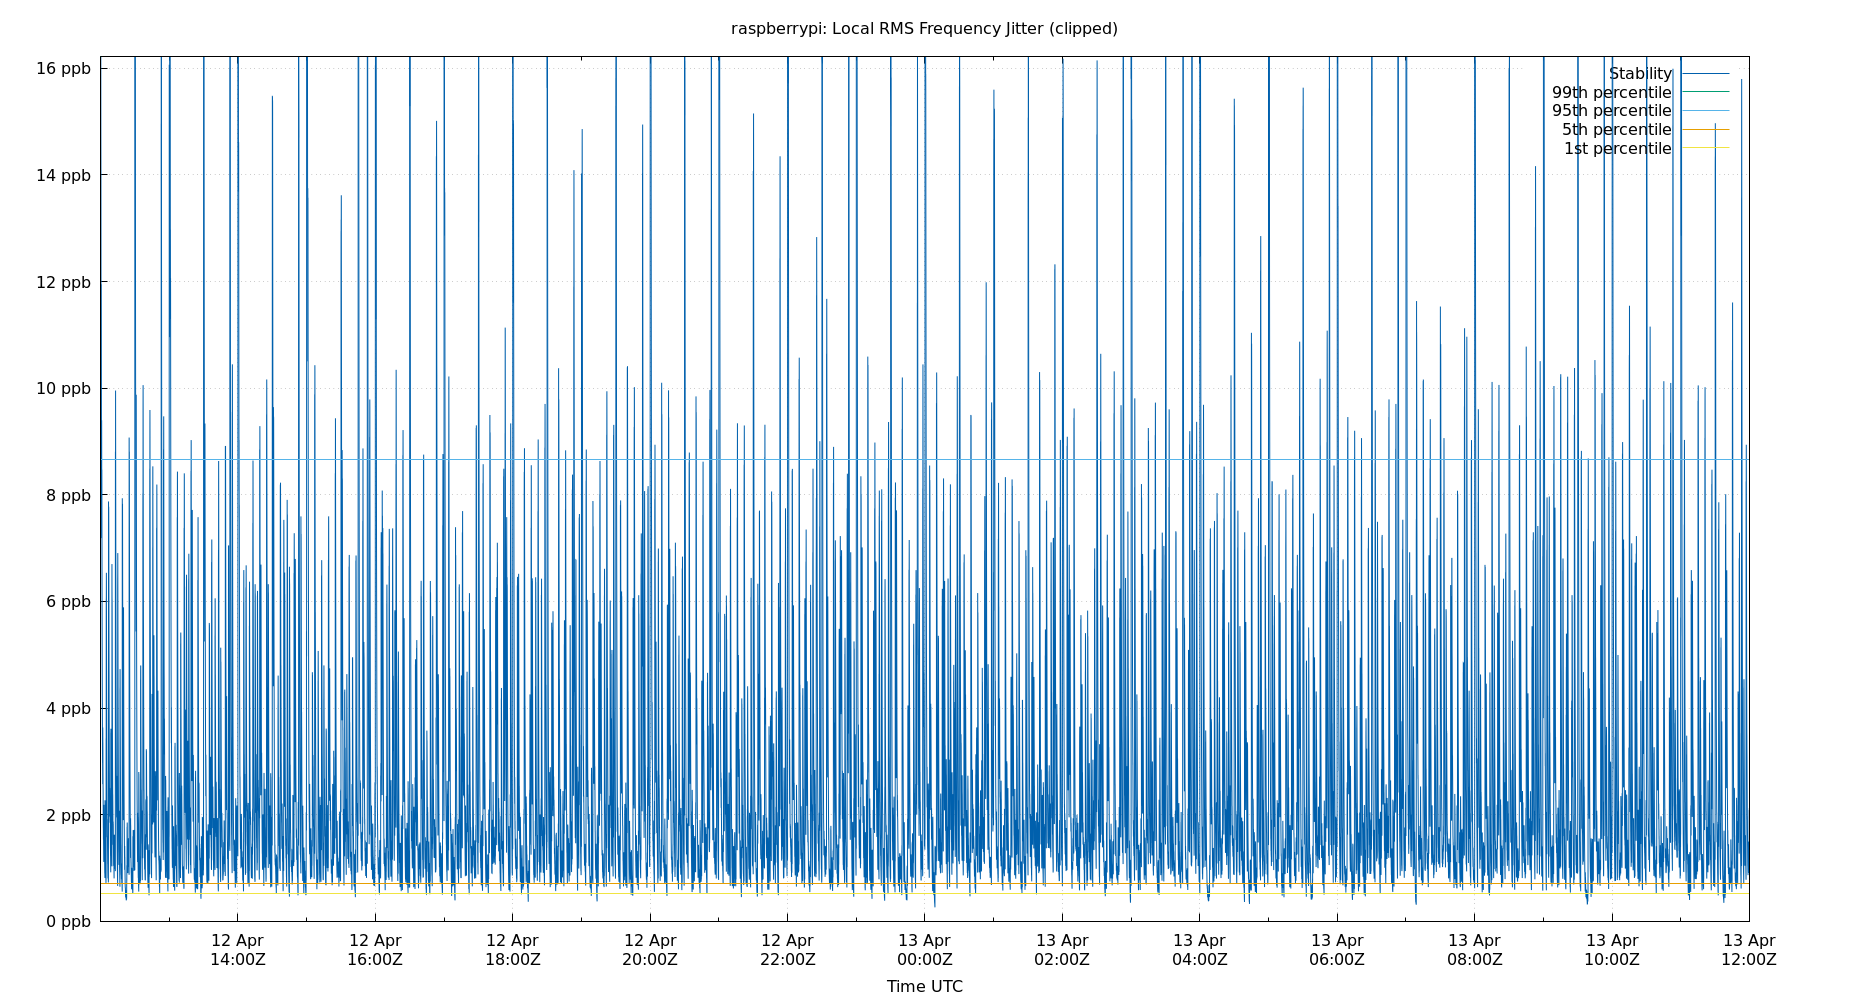 raspberrypi: Local RMS Frequency Jitter (clipped)
16 ppb
14 ppb
12 ppb
10 ppb
8 ppb
6 ppb
4 ppb
2 ppb
0 ppb
Stability
99th percentile
95th percentile
5th percentile
1st percentile
12 Apr 12 Apr 12 Apr 12 Apr 12 Apr 13 Apr 13 Apr 13 Apr 13 Apr 13 Apr 13 Apr 13 Apr
14:00Z 16:00Z 18:00Z 20:00Z 22:00Z 00:00Z 02:00Z 04:00Z 06:00Z 08:00Z 10:00Z 12:00Z
Time UTC